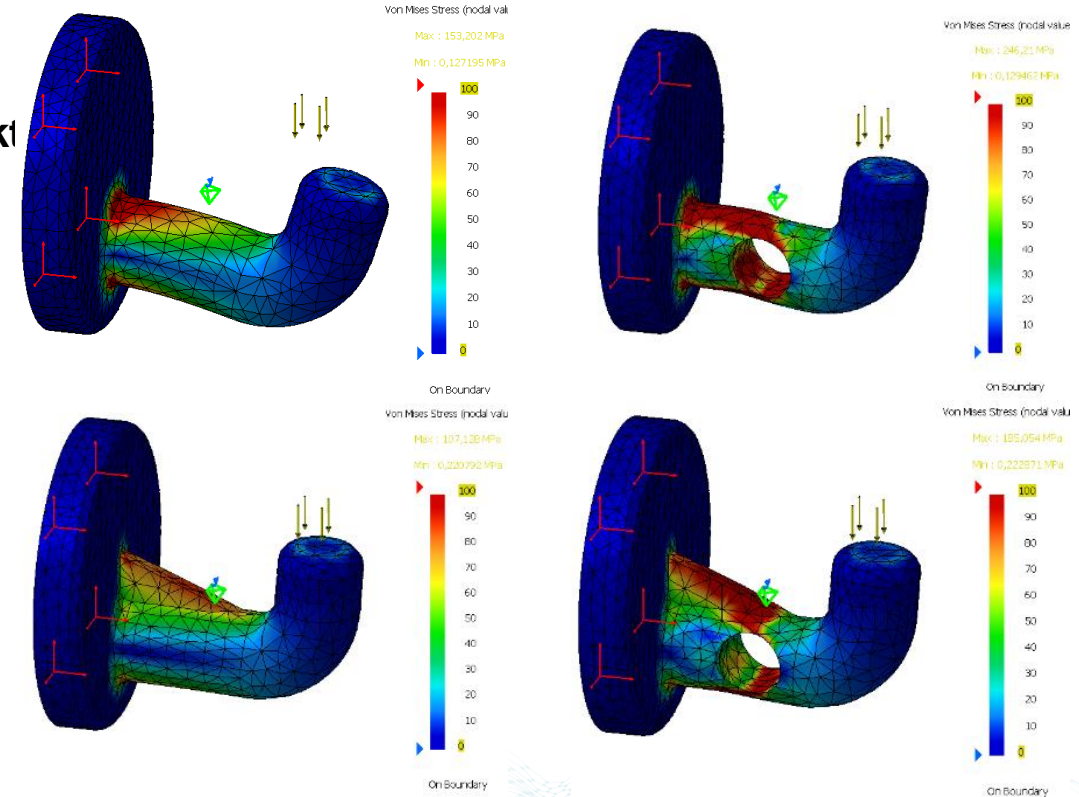 Von Mises Stress (nodal valu
Max : 153,202 MPa
Min : 0,127195 MPa
100
90
80
70
60
50
40
30
20
10
0
On Boundary
Von Mises Stress (nodal value
Max : 246,21 MPa
Min : 0,129462 MPa
100
90
80
70
60
50
40
30
20
10
0
On Boundary
kt
Von Mises Stress (nodal valu
Max : 107,128 MPa
Min : 0,220792 MPa
100
90
80
70
60
50
40
30
20
10
0
On Boundary
Von Mises Stress (nodal valu
Max : 185,054 MPa
Min : 0,222871 MPa
100
90
80
70
60
50
40
30
20
10
0
On Boundary